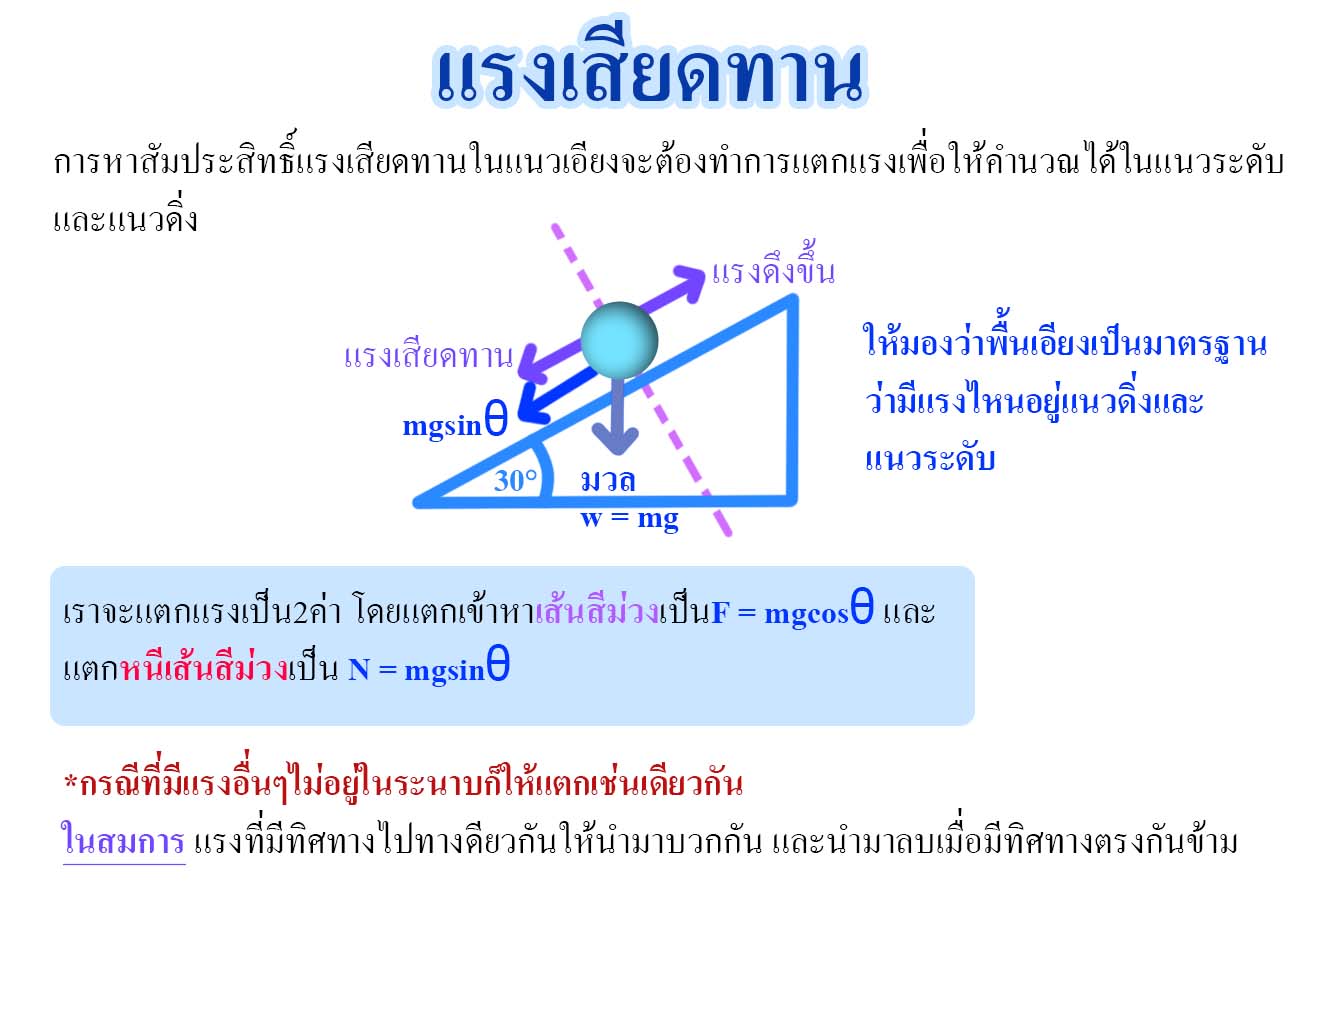 แรงเสียดทาน
การหาสัมประสิทธิ์แรงเสียดทานในแนวเอียงจะต้องทำการแตกแรงเพื่อให้คำนวณได้ในแนวระดับ
และแนวดิ่ง
แรงดึงขึ้น
แรงเสียดทาน
mgsinθ
30°
มวล
w = mg
ให้มองว่าพื้นเอียงเป็นมาตรฐาน
ว่ามีแรงไหนอยู่แนวดิ่งและ
แนวระดับ
เราจะแตกแรงเป็น2ค่า โดยแตกเข้าหาเส้นสีม่วงเป็นF = mgcosθ และ
แตกหนีเส้นสีม่วงเป็น N = mgsinθ
*กรณีที่มีแรงอื่นๆไม่อยู่ในระนาบก็ให้แตกเช่นเดียวกัน
ในสมการ แรงที่มีทิศทางไปทางดียวกันให้นำมาบวกกัน และนำมาลบเมื่อมีทิศทางตรงกันข้าม